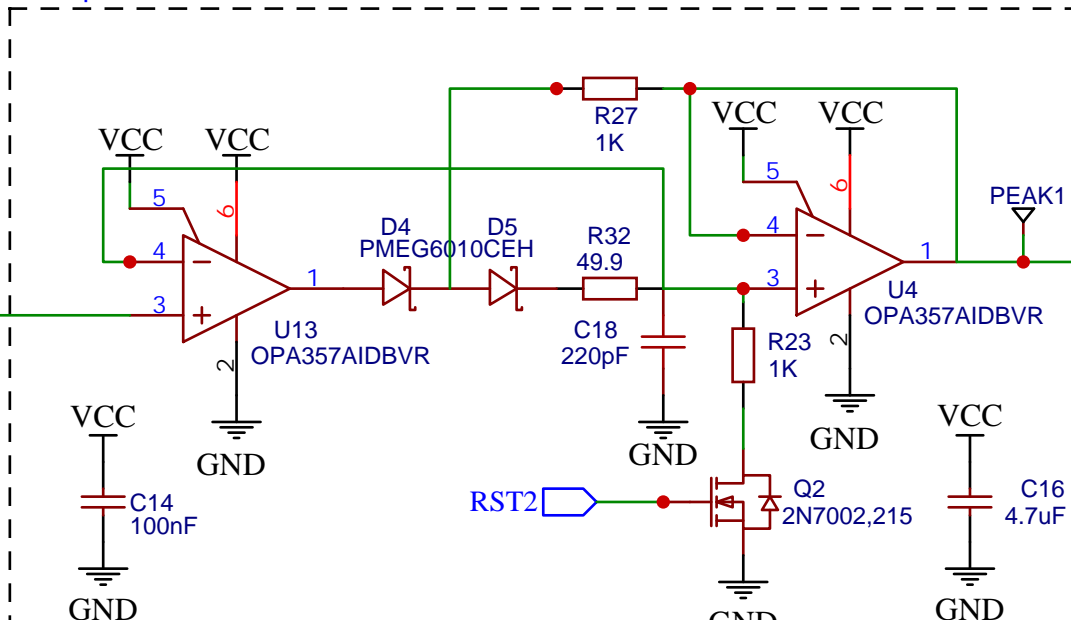 R27
1K
VCC
VCC
VCC
VCC
5
6
4
3
1
2
U13
OPA357AIDBVR
D4
PMEG6010CEH
D5
R32
49.9
5
6
4
3
1
2
U4
OPA357AIDBVR
PEAK1
C18
220pF
R23
1K
GND
GND
GND
VCC
C14
100nF
GND
RST2
Q2
2N7002,215
GND
VCC
C16
4.7uF
GND